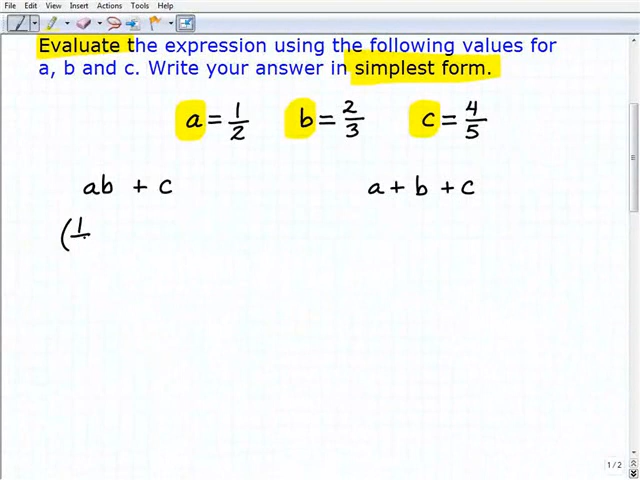 File Edit View Insert Actions Tools Help
Evaluate the expression using the following values for
a, b and c. Write your answer in simplest form.
a = 1/2 b = 2/3 c = 4/5
ab + c a + b + c
(1
1/2